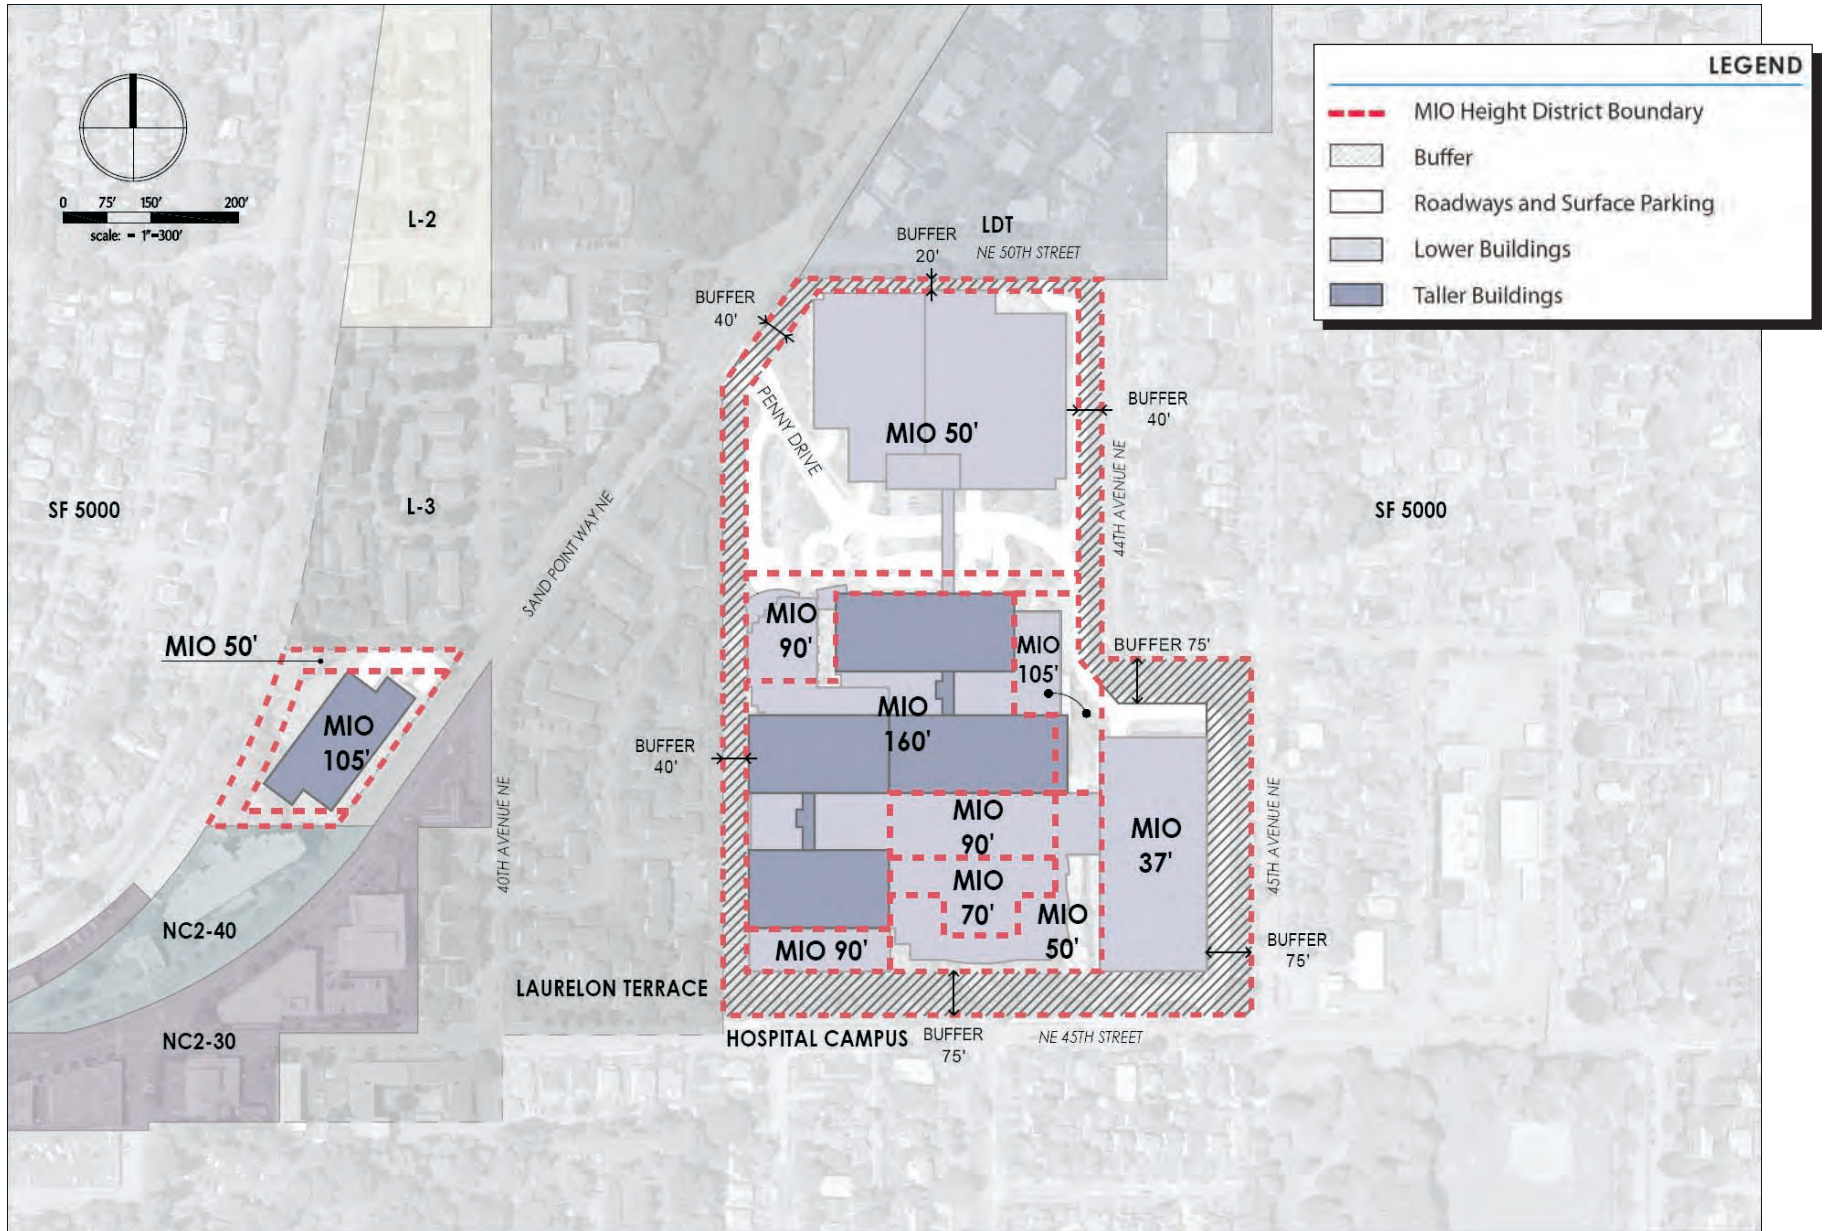 LEGEND
MIO Height District Boundary
Buffer
Roadways and Surface Parking
Lower Buildings
Taller Buildings
0 75' 150' 200'
scale: = 1"=300'
L-2
LDT
NE 50TH STREET
BUFFER
20'
BUFFER
40'
PENNY DRIVE
MIO 50'
BUFFER
40'
44TH AVENUE NE
SF 5000
L-3
SAND POINT WAY NE
SF 5000
MIO 50'
MIO
105'
MIO
90'
MIO
105'
BUFFER 75'
MIO
160'
BUFFER
40'
40TH AVENUE NE
MIO
90'
MIO
37'
45TH AVENUE NE
MIO
70'
MIO
50'
MIO 90'
BUFFER
75'
NC2-40
LAURELON TERRACE
NC2-30
HOSPITAL CAMPUS
BUFFER
75'
NE 45TH STREET